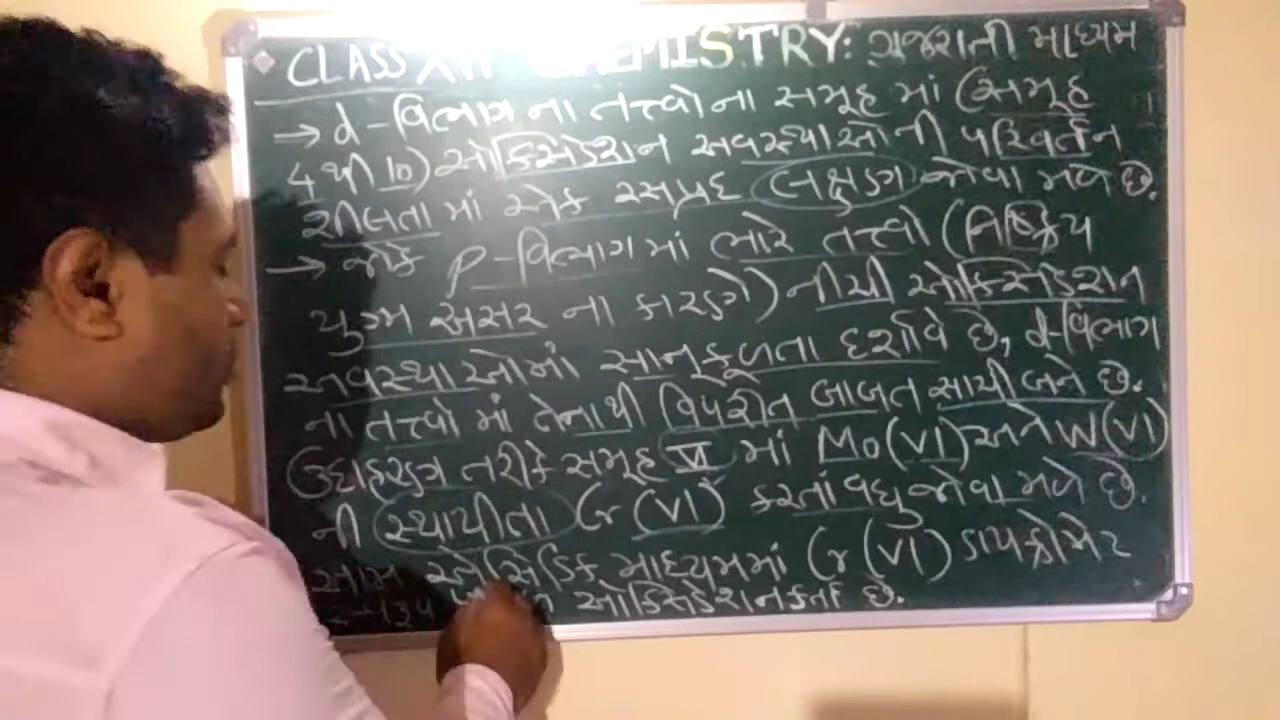 CLASS XII CHEMISTRY: ગુજરાતી માધ્યમ
→ d-વિભાગ ના તત્ત્વો ના સમૂહ માં (સમૂહ
4 થી 10) ઓક્સિડેશન અવસ્થાઓ ની પરિવર્તન
શીલતા માં એક રસપ્રદ લક્ષણ જોવા મળે છે.
→ જોકે p-વિભાગ માં ભારે તત્ત્વો (નિષ્ક્રિય
યુગ્મ અસર ના કારણે) નીચી ઓક્સિડેશન
અવસ્થા ઓમાં સાનુકૂળતા દર્શાવે છે, d-વિભાગ
ના તત્ત્વો માં તેનાથી વિપરીત બાબત સાચી બને છે.
ઉદાહરણ તરીકે સમૂહ VI માં Mo(VI) અને W(VI)
ની સ્થાયીતા Cr (VI) કરતાં વધુ જોવા મળે છે.
આમ એસિડિક માધ્યમમાં Cr (VI) ડાયક્રોમેટ
સ્વરૂપ ઓક્સિડેશનકર્તા છે.